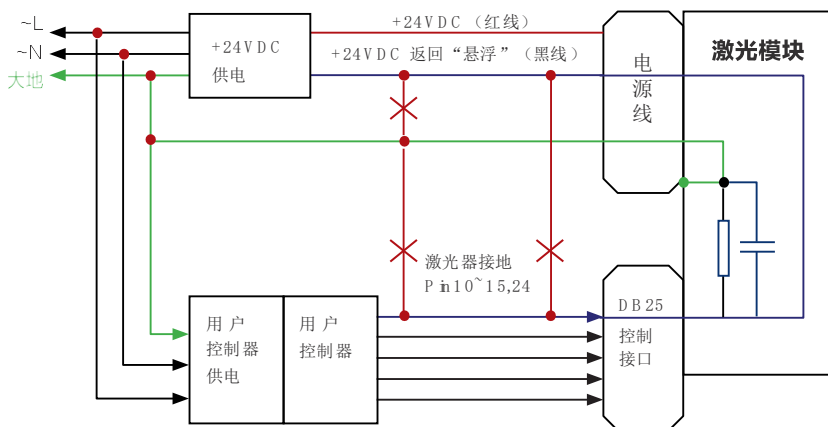 ~L
~N
大地
+24VDC
供电
+24VDC（红线）
+24VDC 返回“悬浮”（黑线）
电
源
线
激光模块
激光器接地
Pin10~15,24
用户
控制器
供电
用户
控制器
DB25
控制
接口